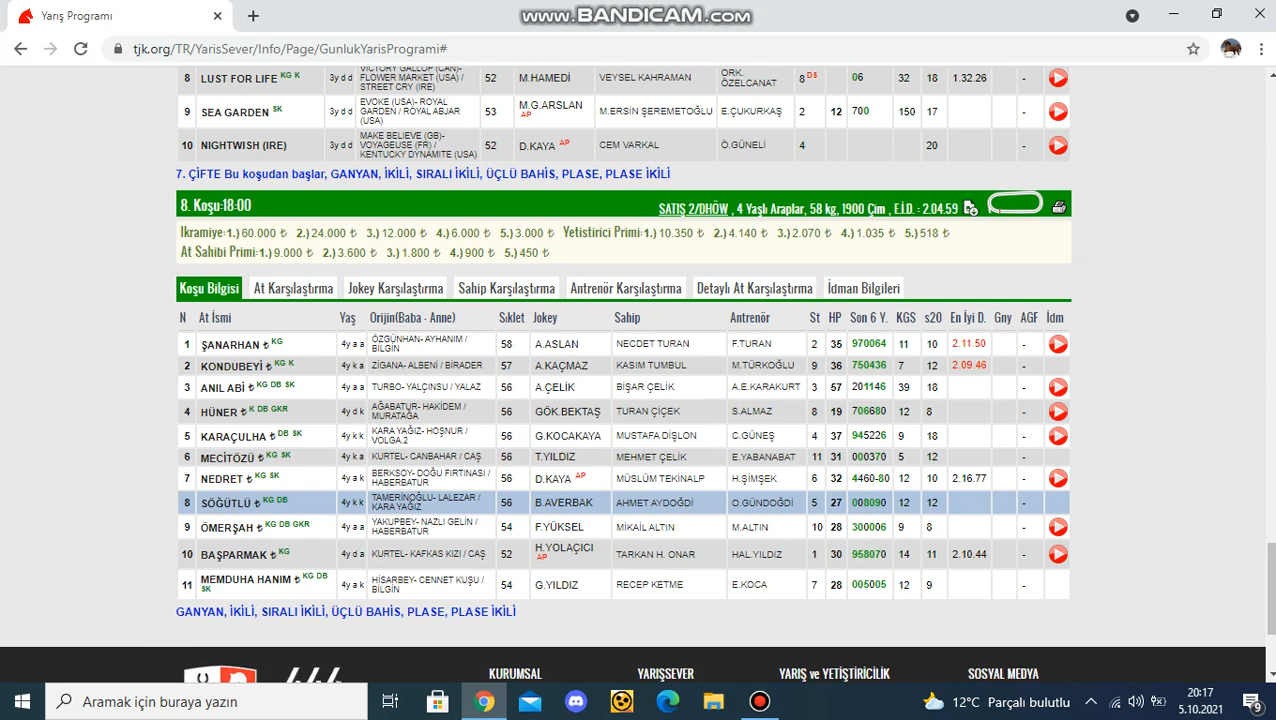 www.BANDICAM.com
Yarış Programı
tjk.org/TR/YarisSever/Info/Page/GunlukYarisProgrami#
VICTORY GALLOP (CAN)-
8 LUST FOR LIFE KG K 3y d d FLOWER MARKET (USA) / STREET CRY (IRE) 52 M.HAMEDİ VEYSEL KAHRAMAN ORK. ÖZELCANAT 8 DS 06 32 18 1.32.26 -
9 SEA GARDEN SK 3y d d EVOKE (USA)- ROYAL GARDEN / ROYAL ABJAR (USA) 53 M.G.ARSLAN AP M.ERSİN ŞEREMETOĞLU E.ÇUKURKAŞ 2 12 700 150 17 -
10 NIGHTWISH (IRE) 3y d d MAKE BELIEVE (GB)- VOYAGEUSE (FR) / KENTUCKY DYNAMITE (USA) 52 D.KAYA AP CEM VARKAL Ö.GÜNELİ 4 20 -
7. ÇİFTE Bu koşudan başlar, GANYAN, İKİLİ, SIRALI İKİLİ, ÜÇLÜ BAHİS, PLASE, PLASE İKİLİ
8. Koşu:18:00 SATIŞ 2/DHÖW , 4 Yaşlı Araplar, 58 kg, 1900 Çim , E.İ.D. : 2.04.59
Ikramiye:1.) 60.000 ₺ 2.) 24.000 ₺ 3.) 12.000 ₺ 4.) 6.000 ₺ 5.) 3.000 ₺ Yetistirici Primi:1.) 10.350 ₺ 2.) 4.140 ₺ 3.) 2.070 ₺ 4.) 1.035 ₺ 5.) 518 ₺
At Sahibi Primi:1.) 9.000 ₺ 2.) 3.600 ₺ 3.) 1.800 ₺ 4.) 900 ₺ 5.) 450 ₺
Koşu Bilgisi At Karşılaştırma Jokey Karşılaştırma Sahip Karşılaştırma Antrenör Karşılaştırma Detaylı At Karşılaştırma İdman Bilgileri
N At İsmi Yaş Orijin(Baba - Anne) Sıklet Jokey Sahip Antrenör St HP Son 6 Y. KGS s20 En İyi D. Gny AGF İdm
1 ŞANARHAN ₺ KG 4y a a ÖZGÜNHAN- AYHANIM / BİLGİN 58 A.ASLAN NECDET TURAN F.TURAN 2 35 970064 11 10 2.11.50 -
2 KONDUBEYİ ₺ KG K 4y k a ZİGANA- ALBENİ / BİRADER 57 A.KAÇMAZ KASIM TUMBUL M.TÜRKOĞLU 9 36 750436 7 12 2.09.46 -
3 ANIL ABİ ₺ KG DB SK 4y a a TURBO- YALÇINSU / YALAZ 56 A.ÇELİK BİŞAR ÇELİK A.E.KARAKURT 3 57 201146 39 18 -
4 HÜNER ₺ K DB GKR 4y d k AĞABATUR- HAKİDEM / MURATAĞA 56 GÖK.BEKTAŞ TURAN ÇİÇEK S.ALMAZ 8 19 706680 12 8 -
5 KARAÇULHA ₺ DB SK 4y k k KARA YAĞIZ- HOŞNUR / VOLGA.2 56 G.KOCAKAYA MUSTAFA DİŞLON C.GÜNEŞ 4 37 945226 9 18 -
6 MECİTÖZÜ ₺ KG SK 4y k a KURTEL- CANBAHAR / CAŞ 56 T.YILDIZ MEHMET ÇELİK E.YABANABAT 11 31 000370 5 12 -
7 NEDRET ₺ KG SK 4y a k BERKSOY- DOĞU FIRTINASI / HABERBATUR 56 D.KAYA AP MÜSLÜM TEKİNALP H.ŞİMŞEK 6 32 4460-80 12 10 2.16.77 -
8 SÖĞÜTLÜ ₺ KG DB 4y k k TAMERİNOĞLU- LALEZAR / KARA YAĞIZ 56 B.AVERBAK AHMET AYDOĞDİ O.GÜNDOĞDİ 5 27 008090 12 12 -
9 ÖMERŞAH ₺ KG DB GKR 4y a a YAKUPBEY- NAZLI GELİN / HABERBATUR 54 F.YÜKSEL MİKAİL ALTIN M.ALTIN 10 28 300006 9 8 -
10 BAŞPARMAK ₺ KG 4y d a KURTEL- KAFKAS KIZI / CAŞ 52 H.YOLAÇICI AP TARKAN H. ONAR HAL.YILDIZ 1 30 958070 14 11 2.10.44 -
11 MEMDUHA HANIM ₺ KG DB SK 4y a k HİSARBEY- CENNET KUŞU / BİLGİN 54 G.YILDIZ RECEP KETME E.KOCA 7 28 005005 12 9 -
GANYAN, İKİLİ, SIRALI İKİLİ, ÜÇLÜ BAHİS, PLASE, PLASE İKİLİ
KURUMSAL YARIŞSEVER YARIŞ ve YETİŞTİRİCİLİK SOSYAL MEDYA
Aramak için buraya yazın 12°C Parçalı bulutlu 20:17
5.10.2021 9